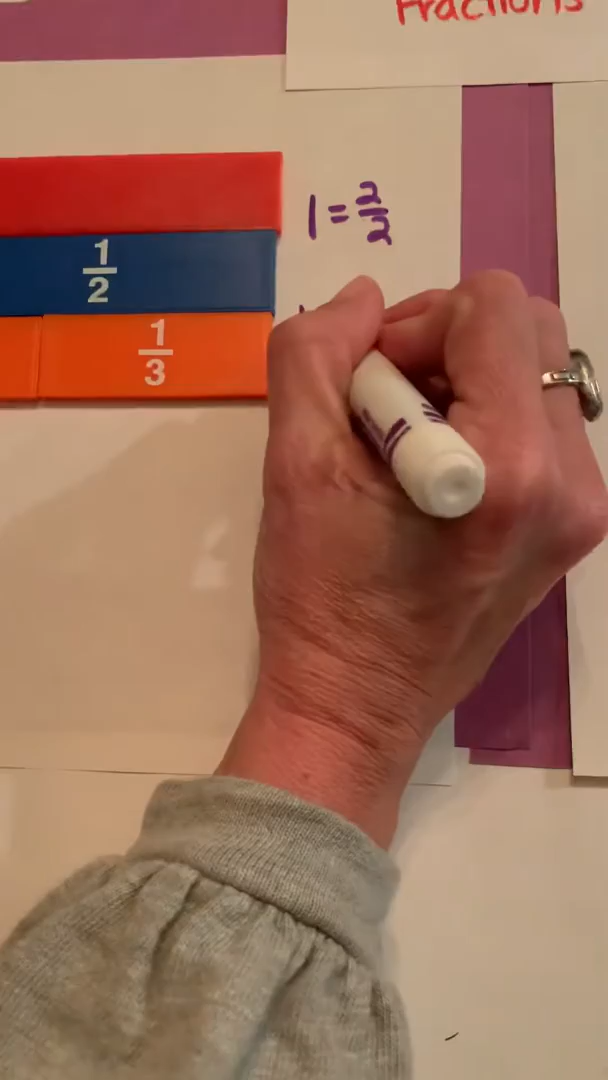 Fractions
1 = 2/2
1/2
1/3